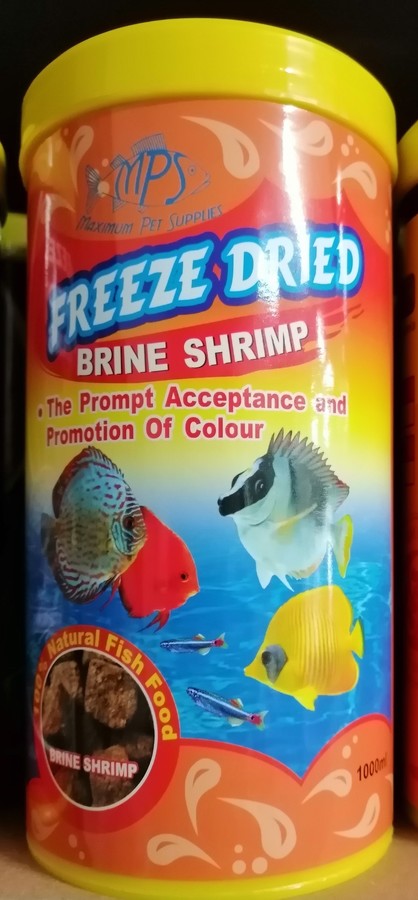 MPS
Maximum Pet Supplies
FREEZE DRIED
BRINE SHRIMP
• The Prompt Acceptance and
Promotion Of Colour
100% Natural Fish Food
BRINE SHRIMP
1000ml